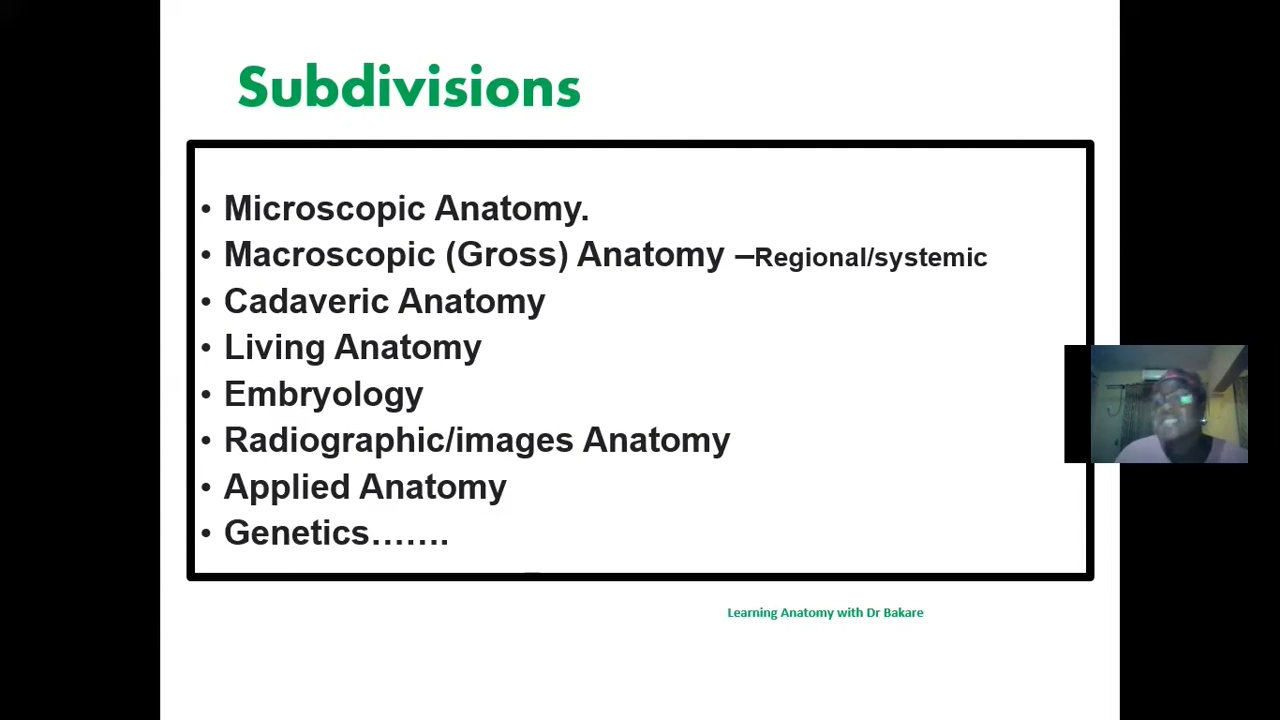 Subdivisions
• Microscopic Anatomy.
• Macroscopic (Gross) Anatomy –Regional/systemic
• Cadaveric Anatomy
• Living Anatomy
• Embryology
• Radiographic/images Anatomy
• Applied Anatomy
• Genetics…….
Learning Anatomy with Dr Bakare